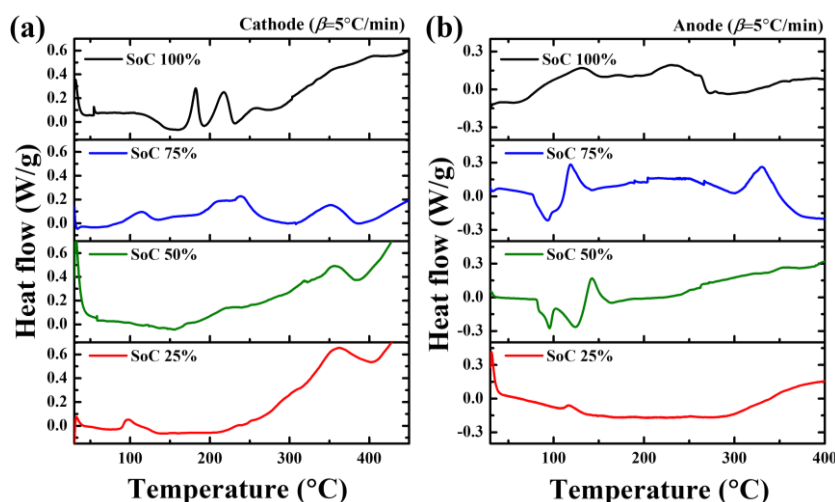 (a)
Cathode (β=5°C/min)
Heat flow (W/g)
0.6
0.4
0.2
0.0
SoC 100%
0.6
0.4
0.2
0.0
SoC 75%
0.6
0.4
0.2
0.0
SoC 50%
0.6
0.4
0.2
0.0
SoC 25%
100 200 300 400
Temperature (°C)
(b)
Anode (β=5°C/min)
Heat flow (W/g)
0.3
0.0
-0.3
SoC 100%
0.3
0.0
-0.3
SoC 75%
0.3
0.0
-0.3
SoC 50%
0.3
0.0
-0.3
SoC 25%
100 200 300 400
Temperature (°C)